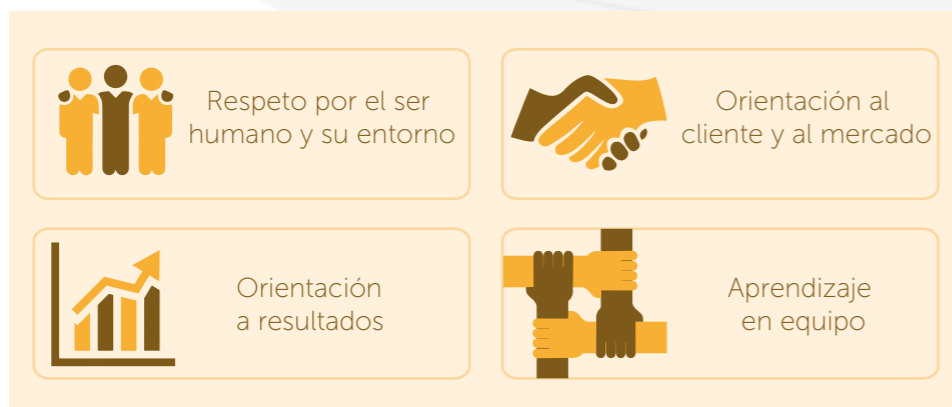 Respeto por el ser
humano y su entorno
Orientación al
cliente y al mercado
Orientación
a resultados
Aprendizaje
en equipo